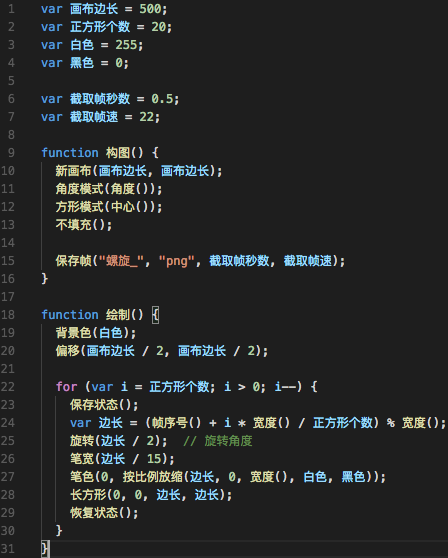 1 var 画布边长 = 500;
2 var 正方形个数 = 20;
3 var 白色 = 255;
4 var 黑色 = 0;
5
6 var 截取帧秒数 = 0.5;
7 var 截取帧速 = 22;
8
9 function 构图() {
10 新画布(画布边长, 画布边长);
11 角度模式(角度());
12 方形模式(中心());
13 不填充();
14
15 保存帧("螺旋_", "png", 截取帧秒数, 截取帧速);
16 }
17
18 function 绘制() {
19 背景色(白色);
20 偏移(画布边长 / 2, 画布边长 / 2);
21
22 for (var i = 正方形个数; i > 0; i--) {
23 保存状态();
24 var 边长 = (帧序号() + i * 宽度() / 正方形个数) % 宽度();
25 旋转(边长 / 2); // 旋转角度
26 笔宽(边长 / 15);
27 笔色(0, 按比例放缩(边长, 0, 宽度(), 白色, 黑色));
28 长方形(0, 0, 边长, 边长);
29 恢复状态();
30 }
31 }